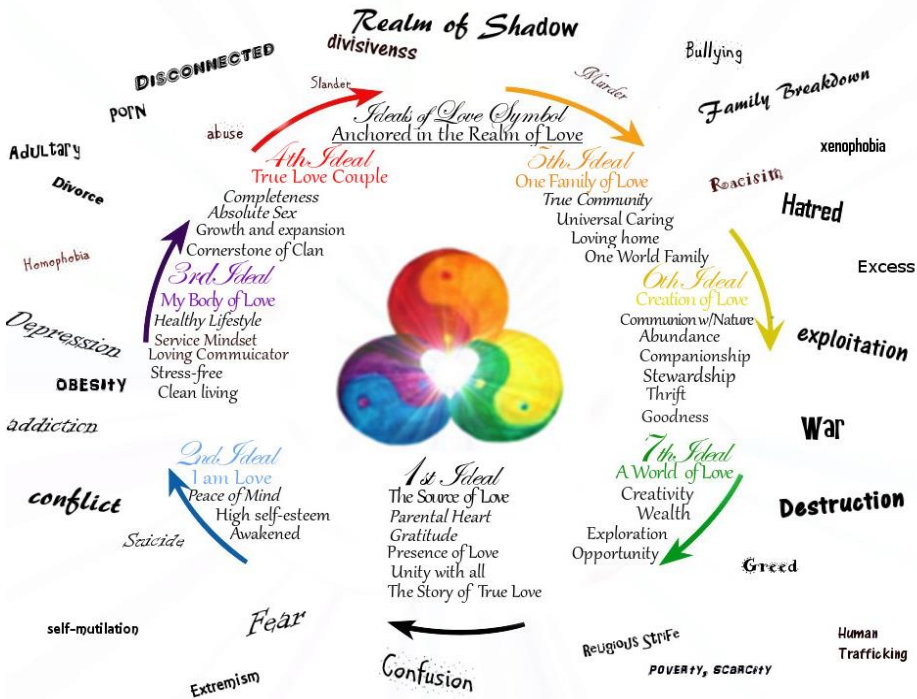 Realm of Shadow
divisivenss
DISCONNECTED
Bullying
Slander
Murder
Family Breakdown
PORN
Ideals of Love Symbol
Anchored in the Realm of Love
abuse
Adultary
xenophobia
4th Ideal
True Love Couple
Completeness
Absolute Sex
Growth and expansion
Cornerstone of Clan
5th Ideal
One Family of Love
True Community
Universal Caring
Loving home
One World Family
Racisim
Divorce
Hatred
Homophobia
Excess
3rd Ideal
My Body of Love
Healthy Lifestyle
Service Mindset
Loving Commuicator
Stress-free
Clean living
6th Ideal
Creation of Love
Communion w/Nature
Abundance
Companionship
Stewardship
Thrift
Goodness
Depression
exploitation
OBESITY
addiction
War
2nd Ideal
I am Love
Peace of Mind
High self-esteem
Awakened
1st Ideal
The Source of Love
Parental Heart
Gratitude
Presence of Love
Unity with all
The Story of True Love
7th Ideal
A World of Love
Creativity
Wealth
Exploration
Opportunity
conflict
Destruction
Suicide
Greed
Fear
self-mutilation
Religious Strife
Human
Trafficking
Confusion
POVERTY, SCARCITY
Extremism